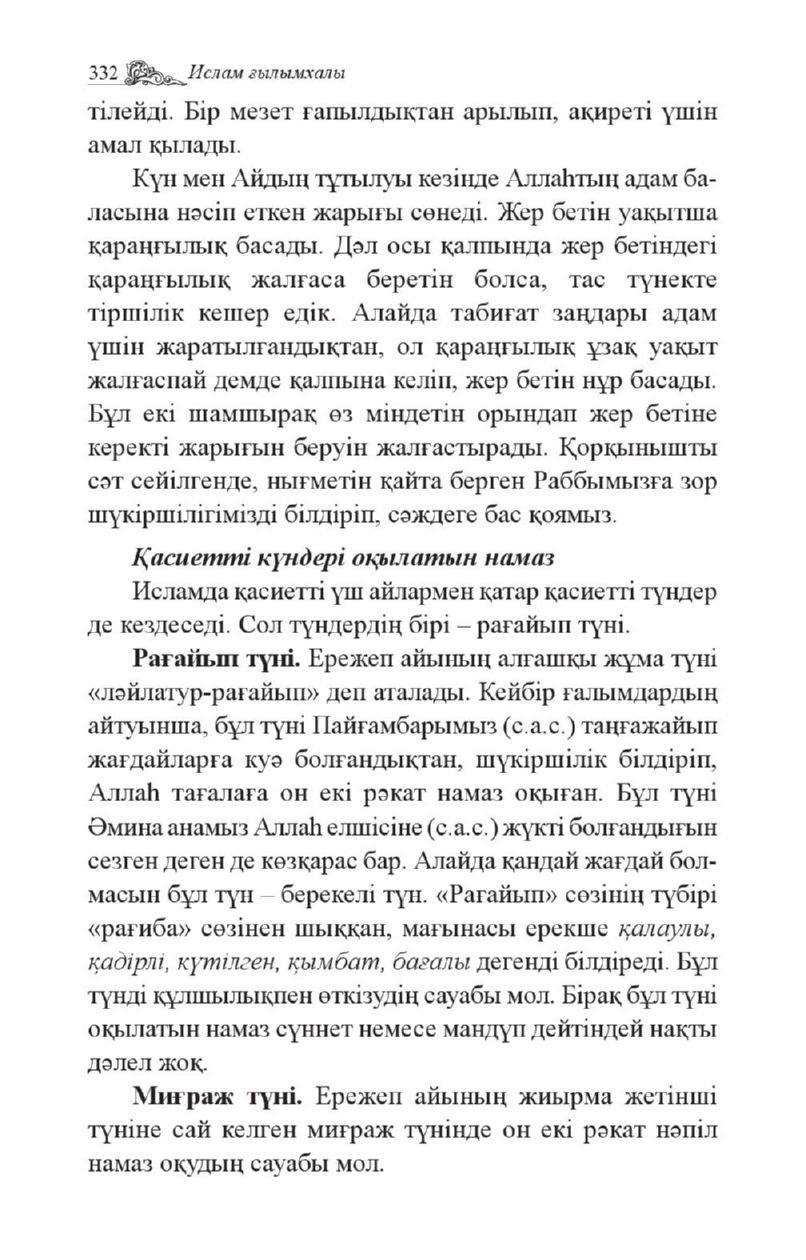 332 Ислам ғылымхалы
тілейді. Бір мезет ғапылдықтан арылып, ақиреті үшін
амал қылады.
Күн мен Айдың тұтылуы кезінде Аллаһтың адам ба-
ласына нәсіп еткен жарығы сөнеді. Жер бетін уақытша
қараңғылық басады. Дәл осы қалпында жер бетіндегі
қараңғылық жалғаса беретін болса, тас түнекте
тіршілік кешер едік. Алайда табиғат заңдары адам
үшін жаратылғандықтан, ол қараңғылық ұзақ уақыт
жалғаспай демде қалпына келіп, жер бетін нұр басады.
Бұл екі шамшырақ өз міндетін орындап жер бетіне
керекті жарығын беруін жалғастырады. Қорқынышты
сәт сейілгенде, нығметін қайта берген Раббымызға зор
шүкіршілігімізді білдіріп, сәждеге бас қоямыз.
Қасиетті күндері оқылатын намаз
Исламда қасиетті үш айлармен қатар қасиетті түндер
де кездеседі. Сол түндердің бірі – рағайып түні.
Рағайып түні. Ережеп айының алғашқы жұма түні
«ләйлатур-рағайып» деп аталады. Кейбір ғалымдардың
айтуынша, бұл түні Пайғамбарымыз (с.а.с.) таңғажайып
жағдайларға куә болғандықтан, шүкіршілік білдіріп,
Аллаһ тағалаға он екі рәкат намаз оқыған. Бұл түні
Әмина анамыз Аллаһ елшісіне (с.а.с.) жүкті болғандығын
сезген деген де көзқарас бар. Алайда қандай жағдай бол-
масын бұл түн – берекелі түн. «Рағайып» сөзінің түбірі
«рағиба» сөзінен шыққан, мағынасы ерекше қалаулы,
қадірлі, күтілген, қымбат, бағалы дегенді білдіреді. Бұл
түнді құлшылықпен өткізудің сауабы мол. Бірақ бұл түні
оқылатын намаз сүннет немесе мандүп дейтіндей нақты
дәлел жоқ.
Миғраж түні. Ережеп айының жиырма жетінші
түніне сай келген миғраж түнінде он екі рәкат нәпіл
намаз оқудың сауабы мол.